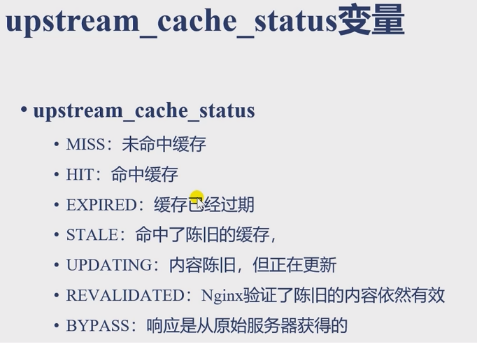 upstream_cache_status变量
• upstream_cache_status
• MISS：未命中缓存
• HIT：命中缓存
• EXPIRED：缓存已经过期
• STALE：命中了陈旧的缓存，
• UPDATING：内容陈旧，但正在更新
• REVALIDATED：Nginx验证了陈旧的内容依然有效
• BYPASS：响应是从原始服务器获得的